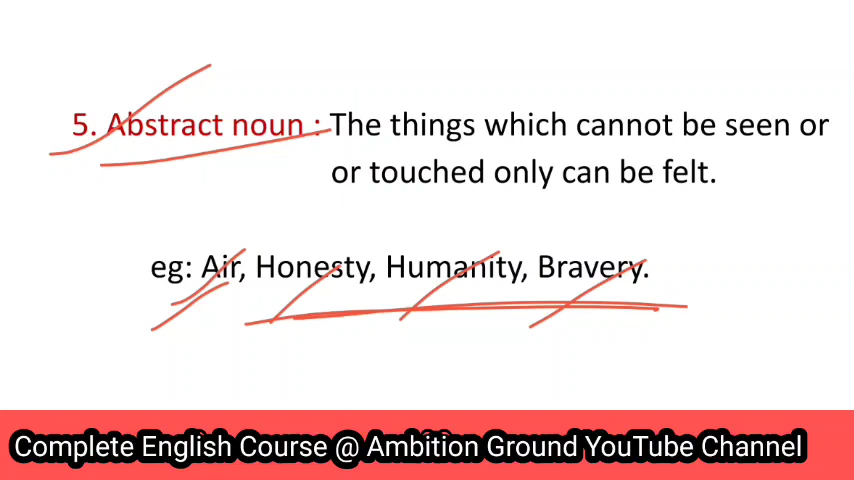 5. Abstract noun : The things which cannot be seen or
or touched only can be felt.
eg: Air, Honesty, Humanity, Bravery.
Complete English Course @ Ambition Ground YouTube Channel